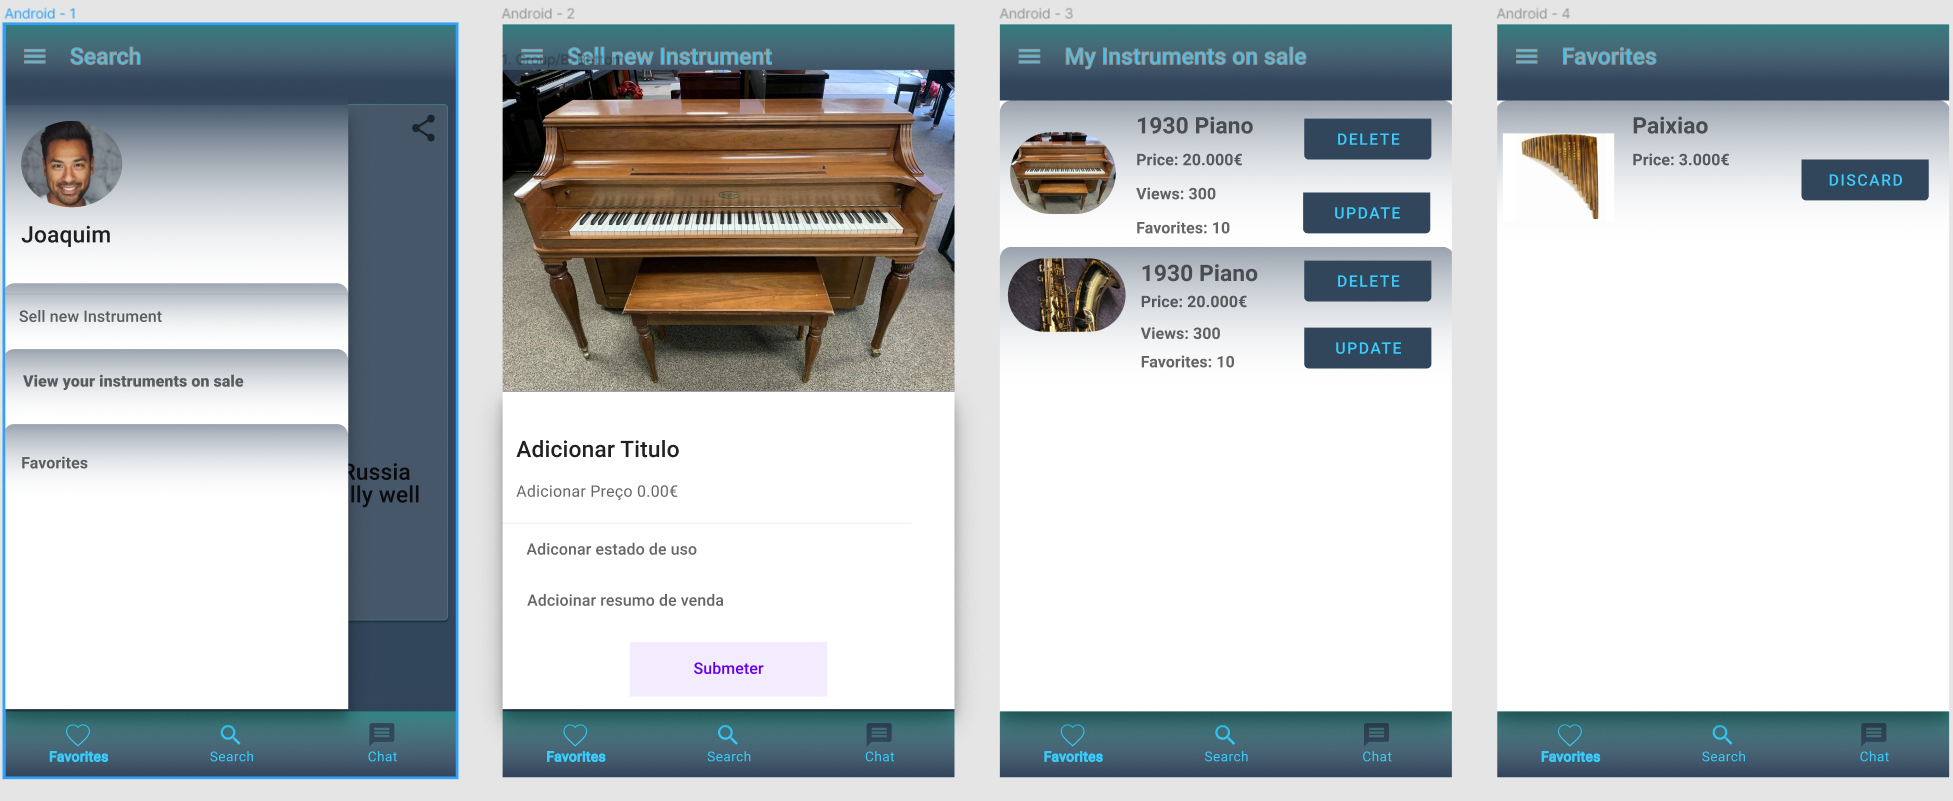 Android - 1
Search
Joaquim
Sell new Instrument
View your instruments on sale
Favorites
Russia
lly well
Favorites
Search
Chat
Android - 2
Sell new Instrument
1. Group/B
Adicionar Titulo
Adicionar Preço 0.00€
Adiconar estado de uso
Adcioinar resumo de venda
Submeter
Favorites
Search
Chat
Android - 3
My Instruments on sale
1930 Piano
Price: 20.000€
Views: 300
Favorites: 10
DELETE
UPDATE
1930 Piano
Price: 20.000€
Views: 300
Favorites: 10
DELETE
UPDATE
Favorites
Search
Chat
Android - 4
Favorites
Paixiao
Price: 3.000€
DISCARD
Favorites
Search
Chat